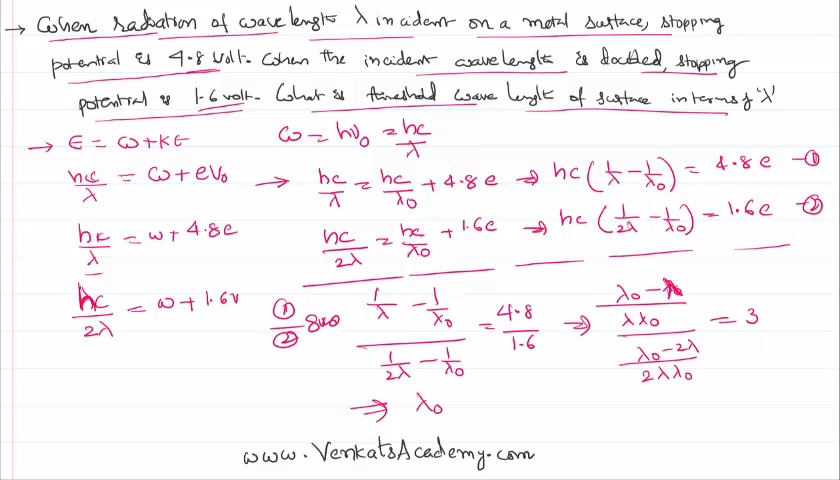 → When radiation of wavelength λ incident on a metal surface, stopping
potential is 4.8 volt. When the incident wavelength is doubled, stopping
potential is 1.6 volt. What is threshold wave length of surface in terms of 'λ'
→ E = ω + KE    ω = hν₀ = hc/λ
hc/λ = ω + eV₀ → hc/λ = hc/λ₀ + 4.8e ⇒ hc(1/λ − 1/λ₀) = 4.8e —①
hc/λ = ω + 4.8e    hc/2λ = hc/λ₀ + 1.6e ⇒ hc(1/2λ − 1/λ₀) = 1.6e —②
hc/2λ = ω + 1.6v    ①/② (1/λ − 1/λ₀)/(1/2λ − 1/λ₀) = 4.8/1.6 ⇒ ((λ₀ − λ)/λλ₀)/((λ₀ − 2λ)/2λλ₀) = 3
⇒ λ₀
www.VenkatsAcademy.com